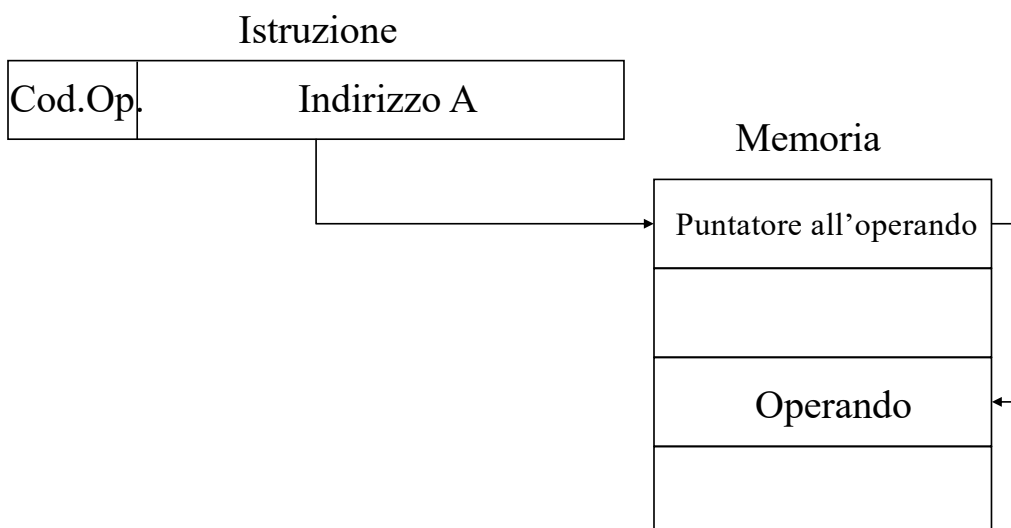 Istruzione
Cod.Op. Indirizzo A
Memoria
Puntatore all’operando
Operando